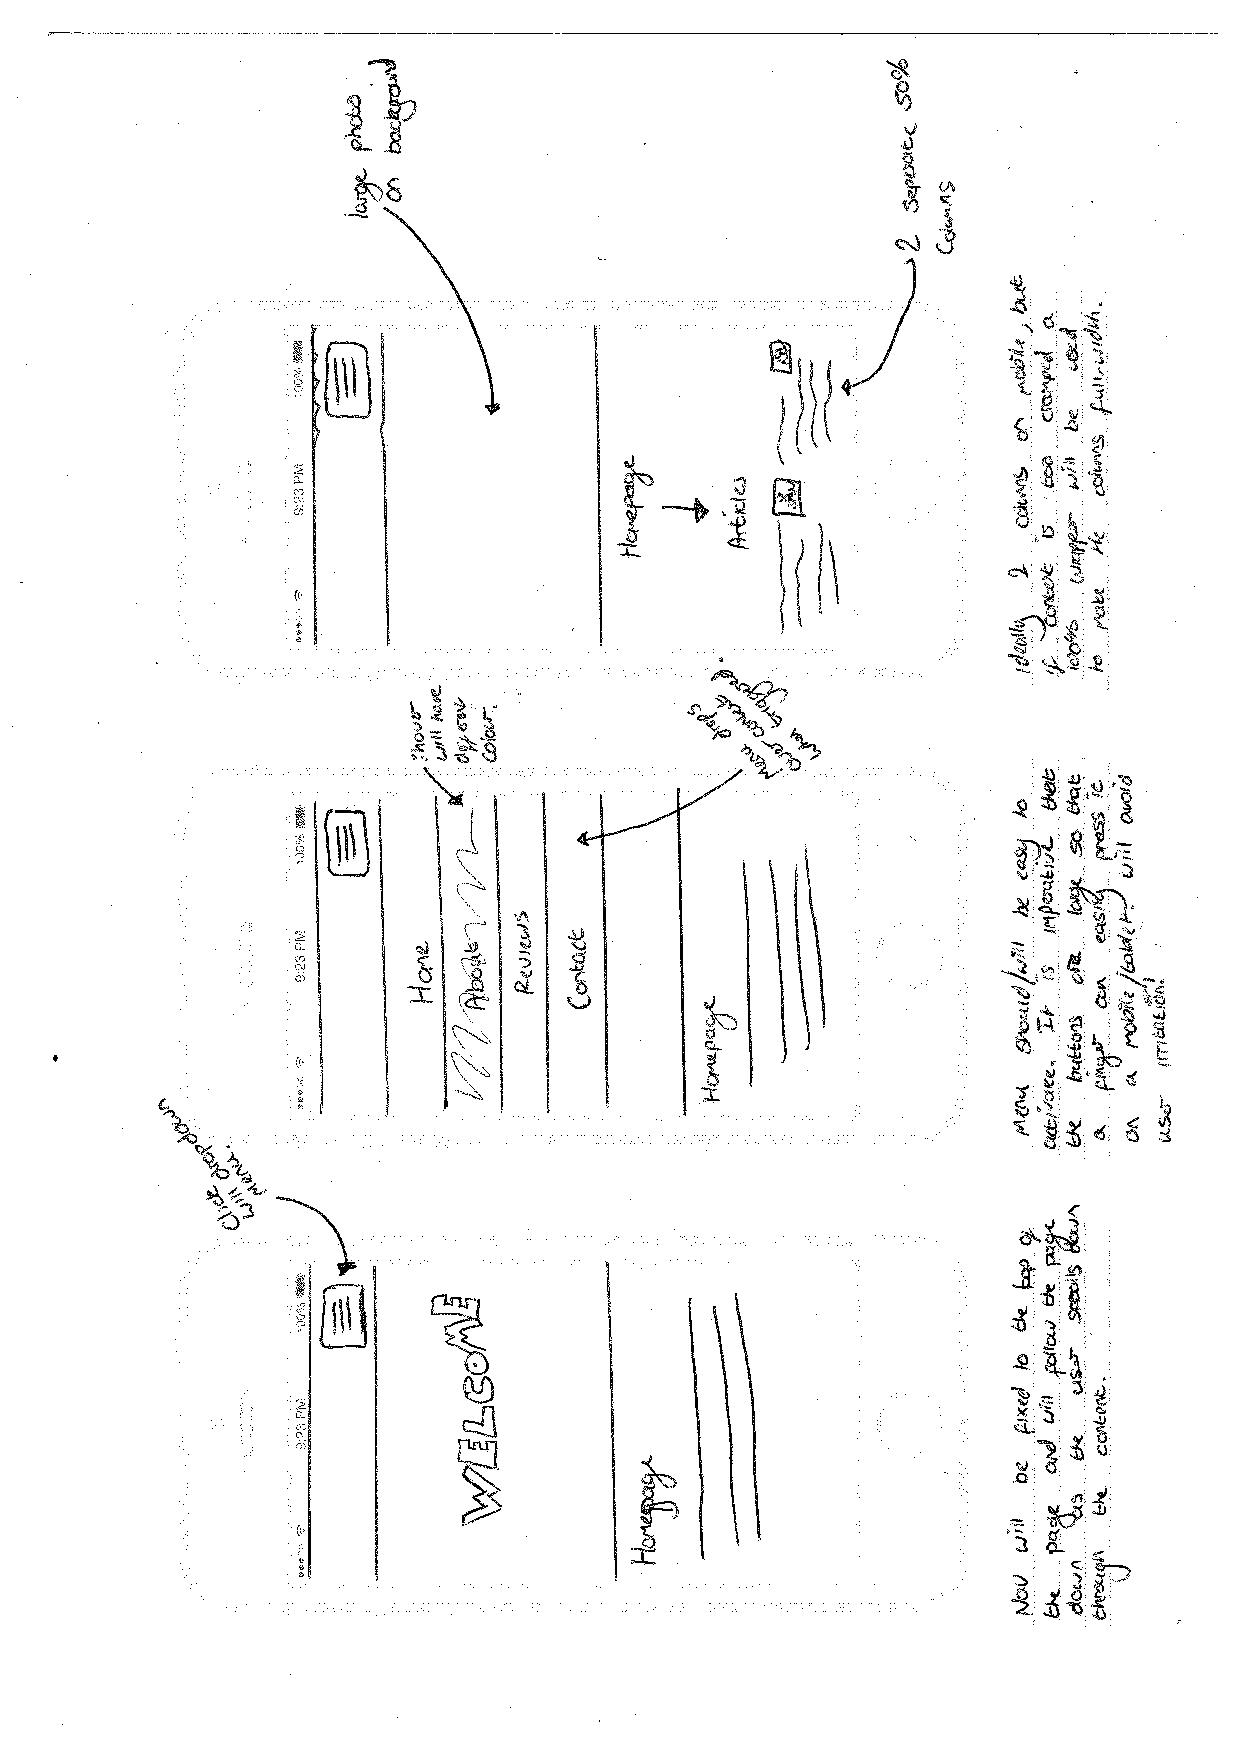 Click
will dropdown
menu.
9:23 PM 100%
WELCOME
Homepage
Nav will be fixed to the top of
the page and will follow the page
down as the user scrolls down
through the content.
9:23 PM 100%
Home
About
Reviews
Contact
:hover
will have
different
colour.
Homepage
Menu drops
over content
when triggered.
Menu should/will be easy to
activate. It is imperative that
the buttons are large so that
a finger can easily press it
on a mobile/tablet. will avoid
user irritation!
9:23 PM 100%
large photo
on background
Homepage
Articles
2 separate 50%
Columns
Ideally 2 columns on mobile, but
if content is too cramped a
100% wrapper will be used
to make the columns full-width.